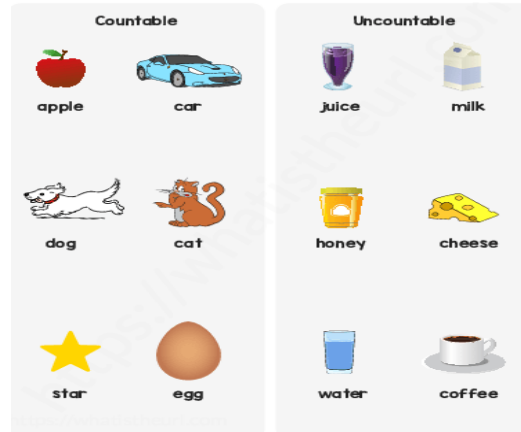 Countable
Uncountable
apple
car
juice
milk
dog
cat
honey
cheese
star
egg
water
coffee